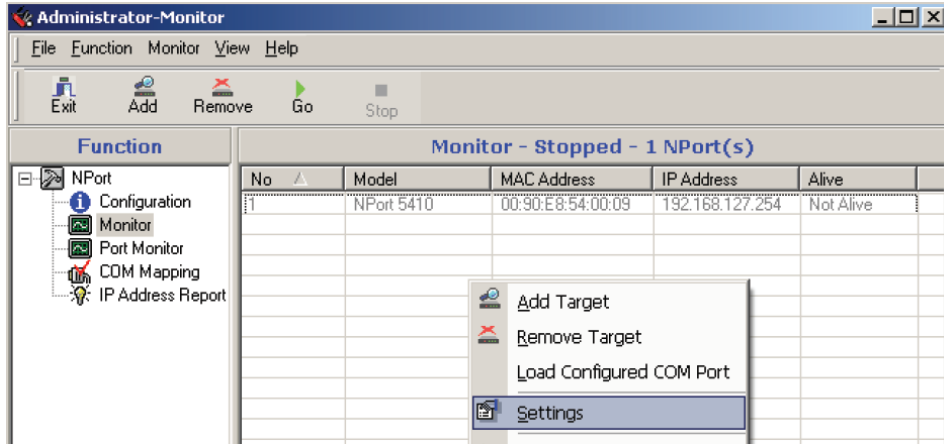 Administrator-Monitor
File Function Monitor View Help
Exit Add Remove Go Stop
Function
Monitor - Stopped - 1 NPort(s)
NPort
Configuration
Monitor
Port Monitor
COM Mapping
IP Address Report
No Model MAC Address IP Address Alive
1 NPort 5410 00:90:E8:54:00:09 192.168.127.254 Not Alive
Add Target
Remove Target
Load Configured COM Port
Settings